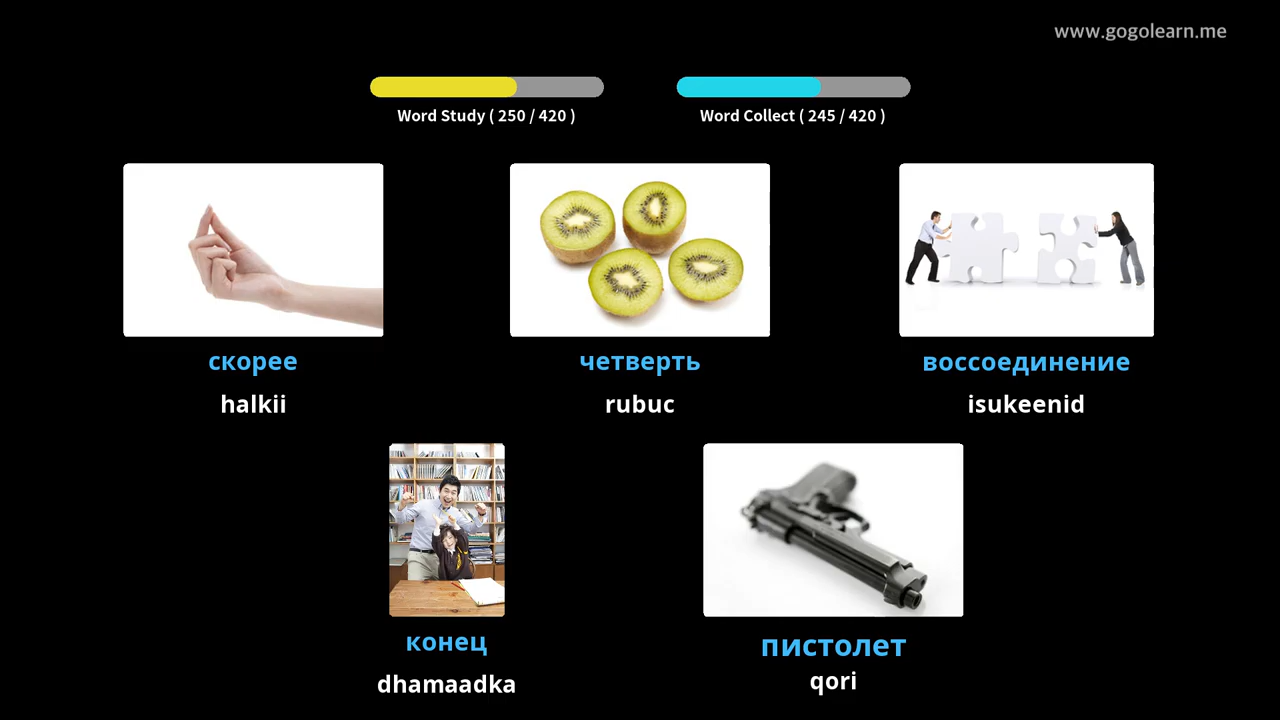 www.gogolearn.me
Word Study ( 250 / 420 )
Word Collect ( 245 / 420 )
скорее
halkii
четверть
rubuc
воссоединение
isukeenid
конец
dhamaadka
пистолет
qori